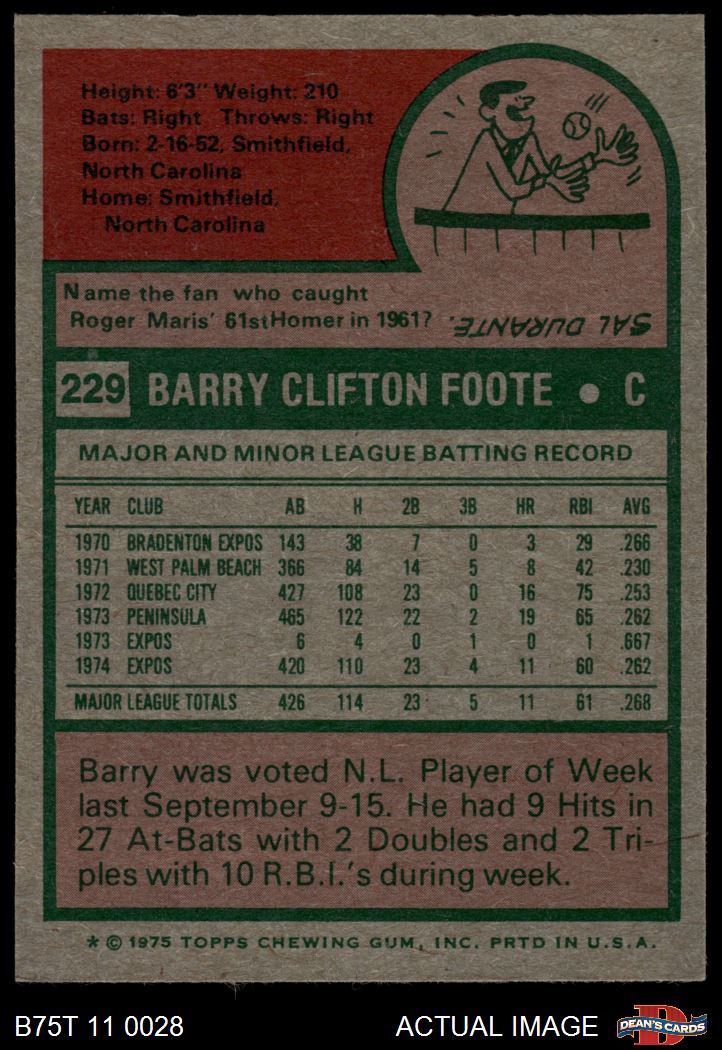 Height: 6'3" Weight: 210
Bats: Right Throws: Right
Born: 2-16-52, Smithfield,
North Carolina
Home: Smithfield,
North Carolina
Name the fan who caught
Roger Maris' 61st Homer in 1961?
SAL DURANTE.
229 BARRY CLIFTON FOOTE • C
MAJOR AND MINOR LEAGUE BATTING RECORD
YEAR CLUB AB H 2B 3B HR RBI AVG
1970 BRADENTON EXPOS 143 38 7 0 3 29 .266
1971 WEST PALM BEACH 366 84 14 5 8 42 .230
1972 QUEBEC CITY 427 108 23 0 16 75 .253
1973 PENINSULA 465 122 22 2 19 65 .262
1973 EXPOS 6 4 0 1 0 1 .667
1974 EXPOS 420 110 23 4 11 60 .262
MAJOR LEAGUE TOTALS 426 114 23 5 11 61 .268
Barry was voted N.L. Player of Week
last September 9-15. He had 9 Hits in
27 At-Bats with 2 Doubles and 2 Tri-
ples with 10 R.B.I.'s during week.
* © 1975 TOPPS CHEWING GUM, INC. PRTD IN U.S.A.
B75T 11 0028 ACTUAL IMAGE D DEAN'S CARDS